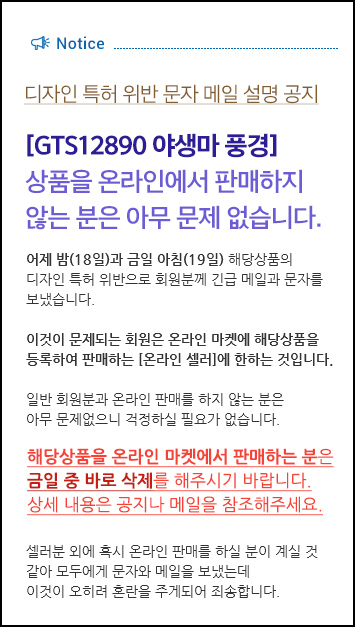 Notice
디자인 특허 위반 문자 메일 설명 공지
[GTS12890 야생마 풍경]
상품을 온라인에서 판매하지
않는 분은 아무 문제 없습니다.
어제 밤(18일)과 금일 아침(19일) 해당상품의
디자인 특허 위반으로 회원분께 긴급 메일과 문자를
보냈습니다.
이것이 문제되는 회원은 온라인 마켓에 해당상품을
등록하여 판매하는 [온라인 셀러]에 한하는 것입니다.
일반 회원분과 온라인 판매를 하지 않는 분은
아무 문제없으니 걱정하실 필요가 없습니다.
해당상품을 온라인 마켓에서 판매하는 분은
금일 중 바로 삭제를 해주시기 바랍니다.
상세 내용은 공지나 메일을 참조해주세요.
셀러분 외에 혹시 온라인 판매를 하실 분이 계실 것
같아 모두에게 문자와 메일을 보냈는데
이것이 오히려 혼란을 주게되어 죄송합니다.